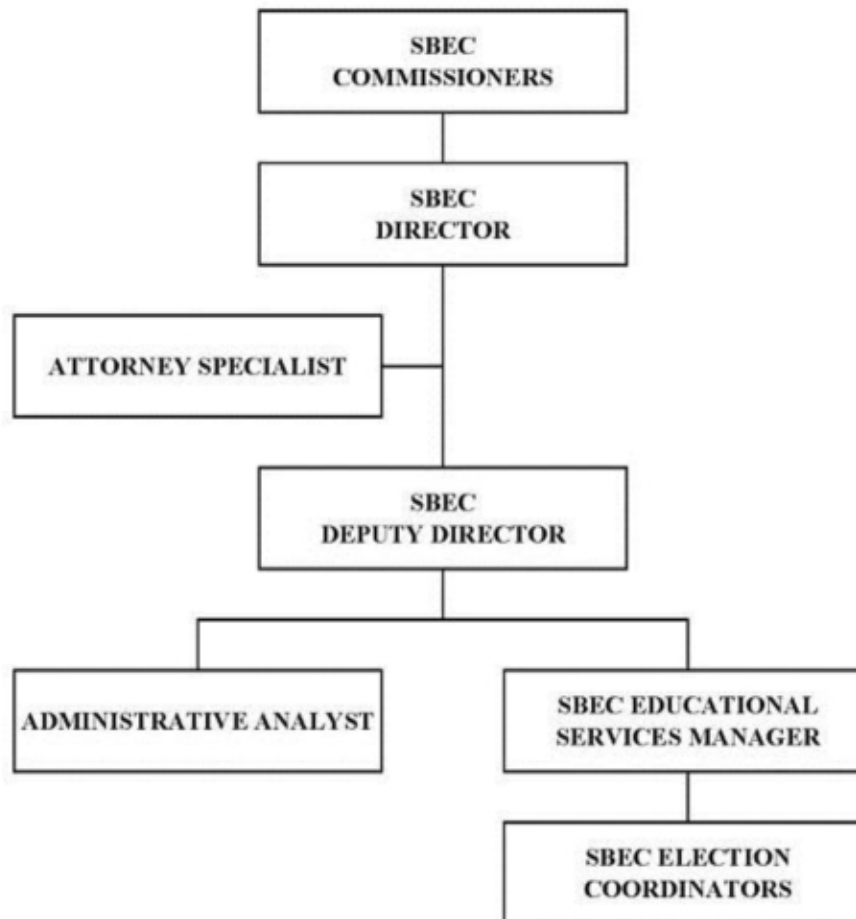 SBEC
COMMISSIONERS
SBEC
DIRECTOR
ATTORNEY SPECIALIST
SBEC
DEPUTY DIRECTOR
ADMINISTRATIVE ANALYST
SBEC EDUCATIONAL
SERVICES MANAGER
SBEC ELECTION
COORDINATORS